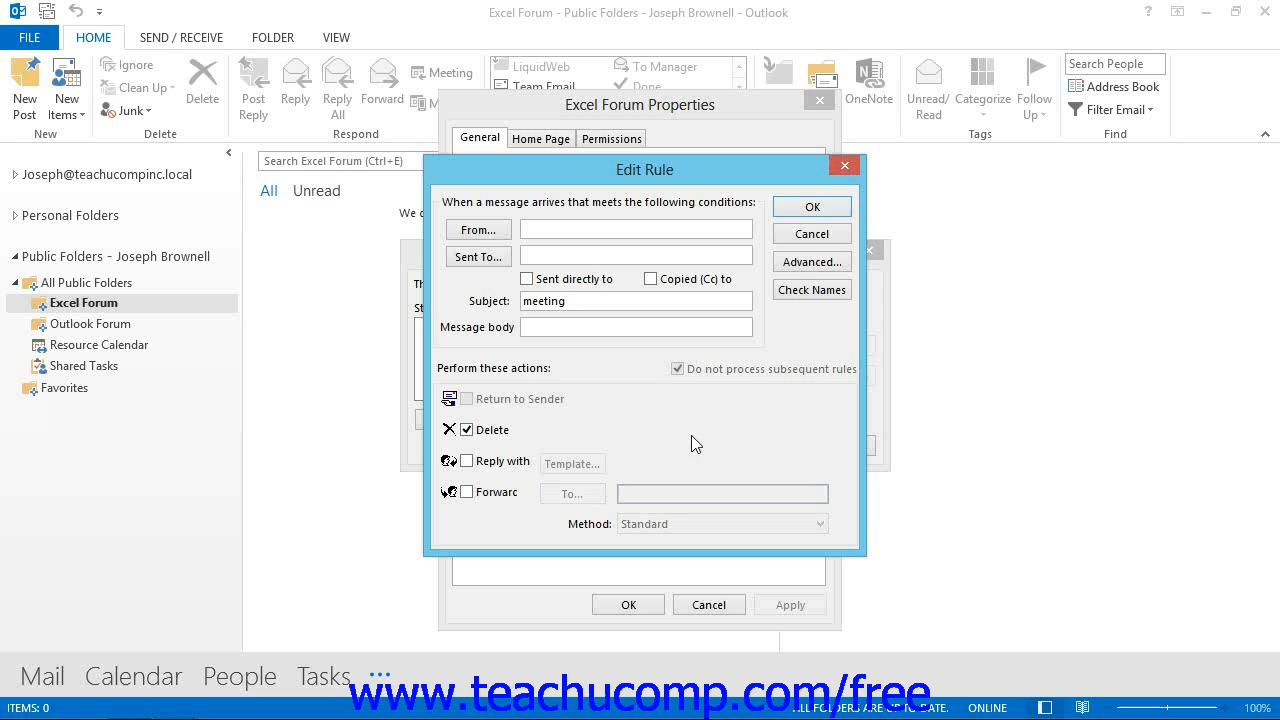 Excel Forum - Public Folders - Joseph Brownell - Outlook
FILE HOME SEND / RECEIVE FOLDER VIEW
New Post
New Items
Ignore
Clean Up
Junk
Delete
Post Reply
Reply
Reply All
Forward
Meeting
M
LiquidWeb
To Manager
Team Email
Done
OneNote
Unread/ Read
Categorize
Follow Up
Search People
Address Book
Filter Email
New Delete Respond Tags Find
Excel Forum Properties
General Home Page Permissions
Joseph@teachucompinc.local
Personal Folders
Public Folders - Joseph Brownell
All Public Folders
Excel Forum
Outlook Forum
Resource Calendar
Shared Tasks
Favorites
Search Excel Forum (Ctrl+E)
All Unread
Edit Rule
When a message arrives that meets the following conditions:
From...
Sent To...
Sent directly to
Copied (Cc) to
Subject: meeting
Message body
OK
Cancel
Advanced...
Check Names
Perform these actions:
Do not process subsequent rules
Return to Sender
Delete
Reply with Template...
Forward To...
Method: Standard
OK Cancel Apply
Mail Calendar People Tasks
www.teachucomp.com/free
ITEMS: 0
ALL FOLDERS ARE UP TO DATE.
ONLINE
100%